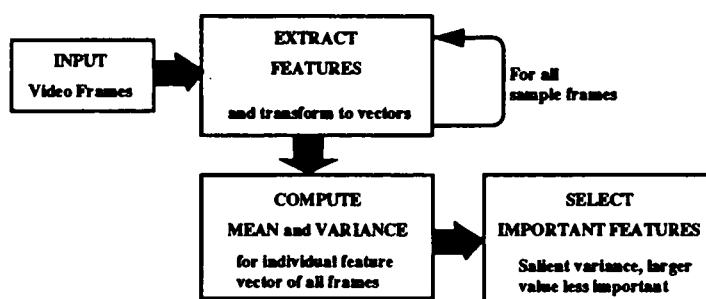 INPUT
Video Frames
EXTRACT
FEATURES
and transform to vectors
For all
sample frames
COMPUTE
MEAN and VARIANCE
for individual feature
vector of all frames
SELECT
IMPORTANT FEATURES
Salient variance, larger
value less important